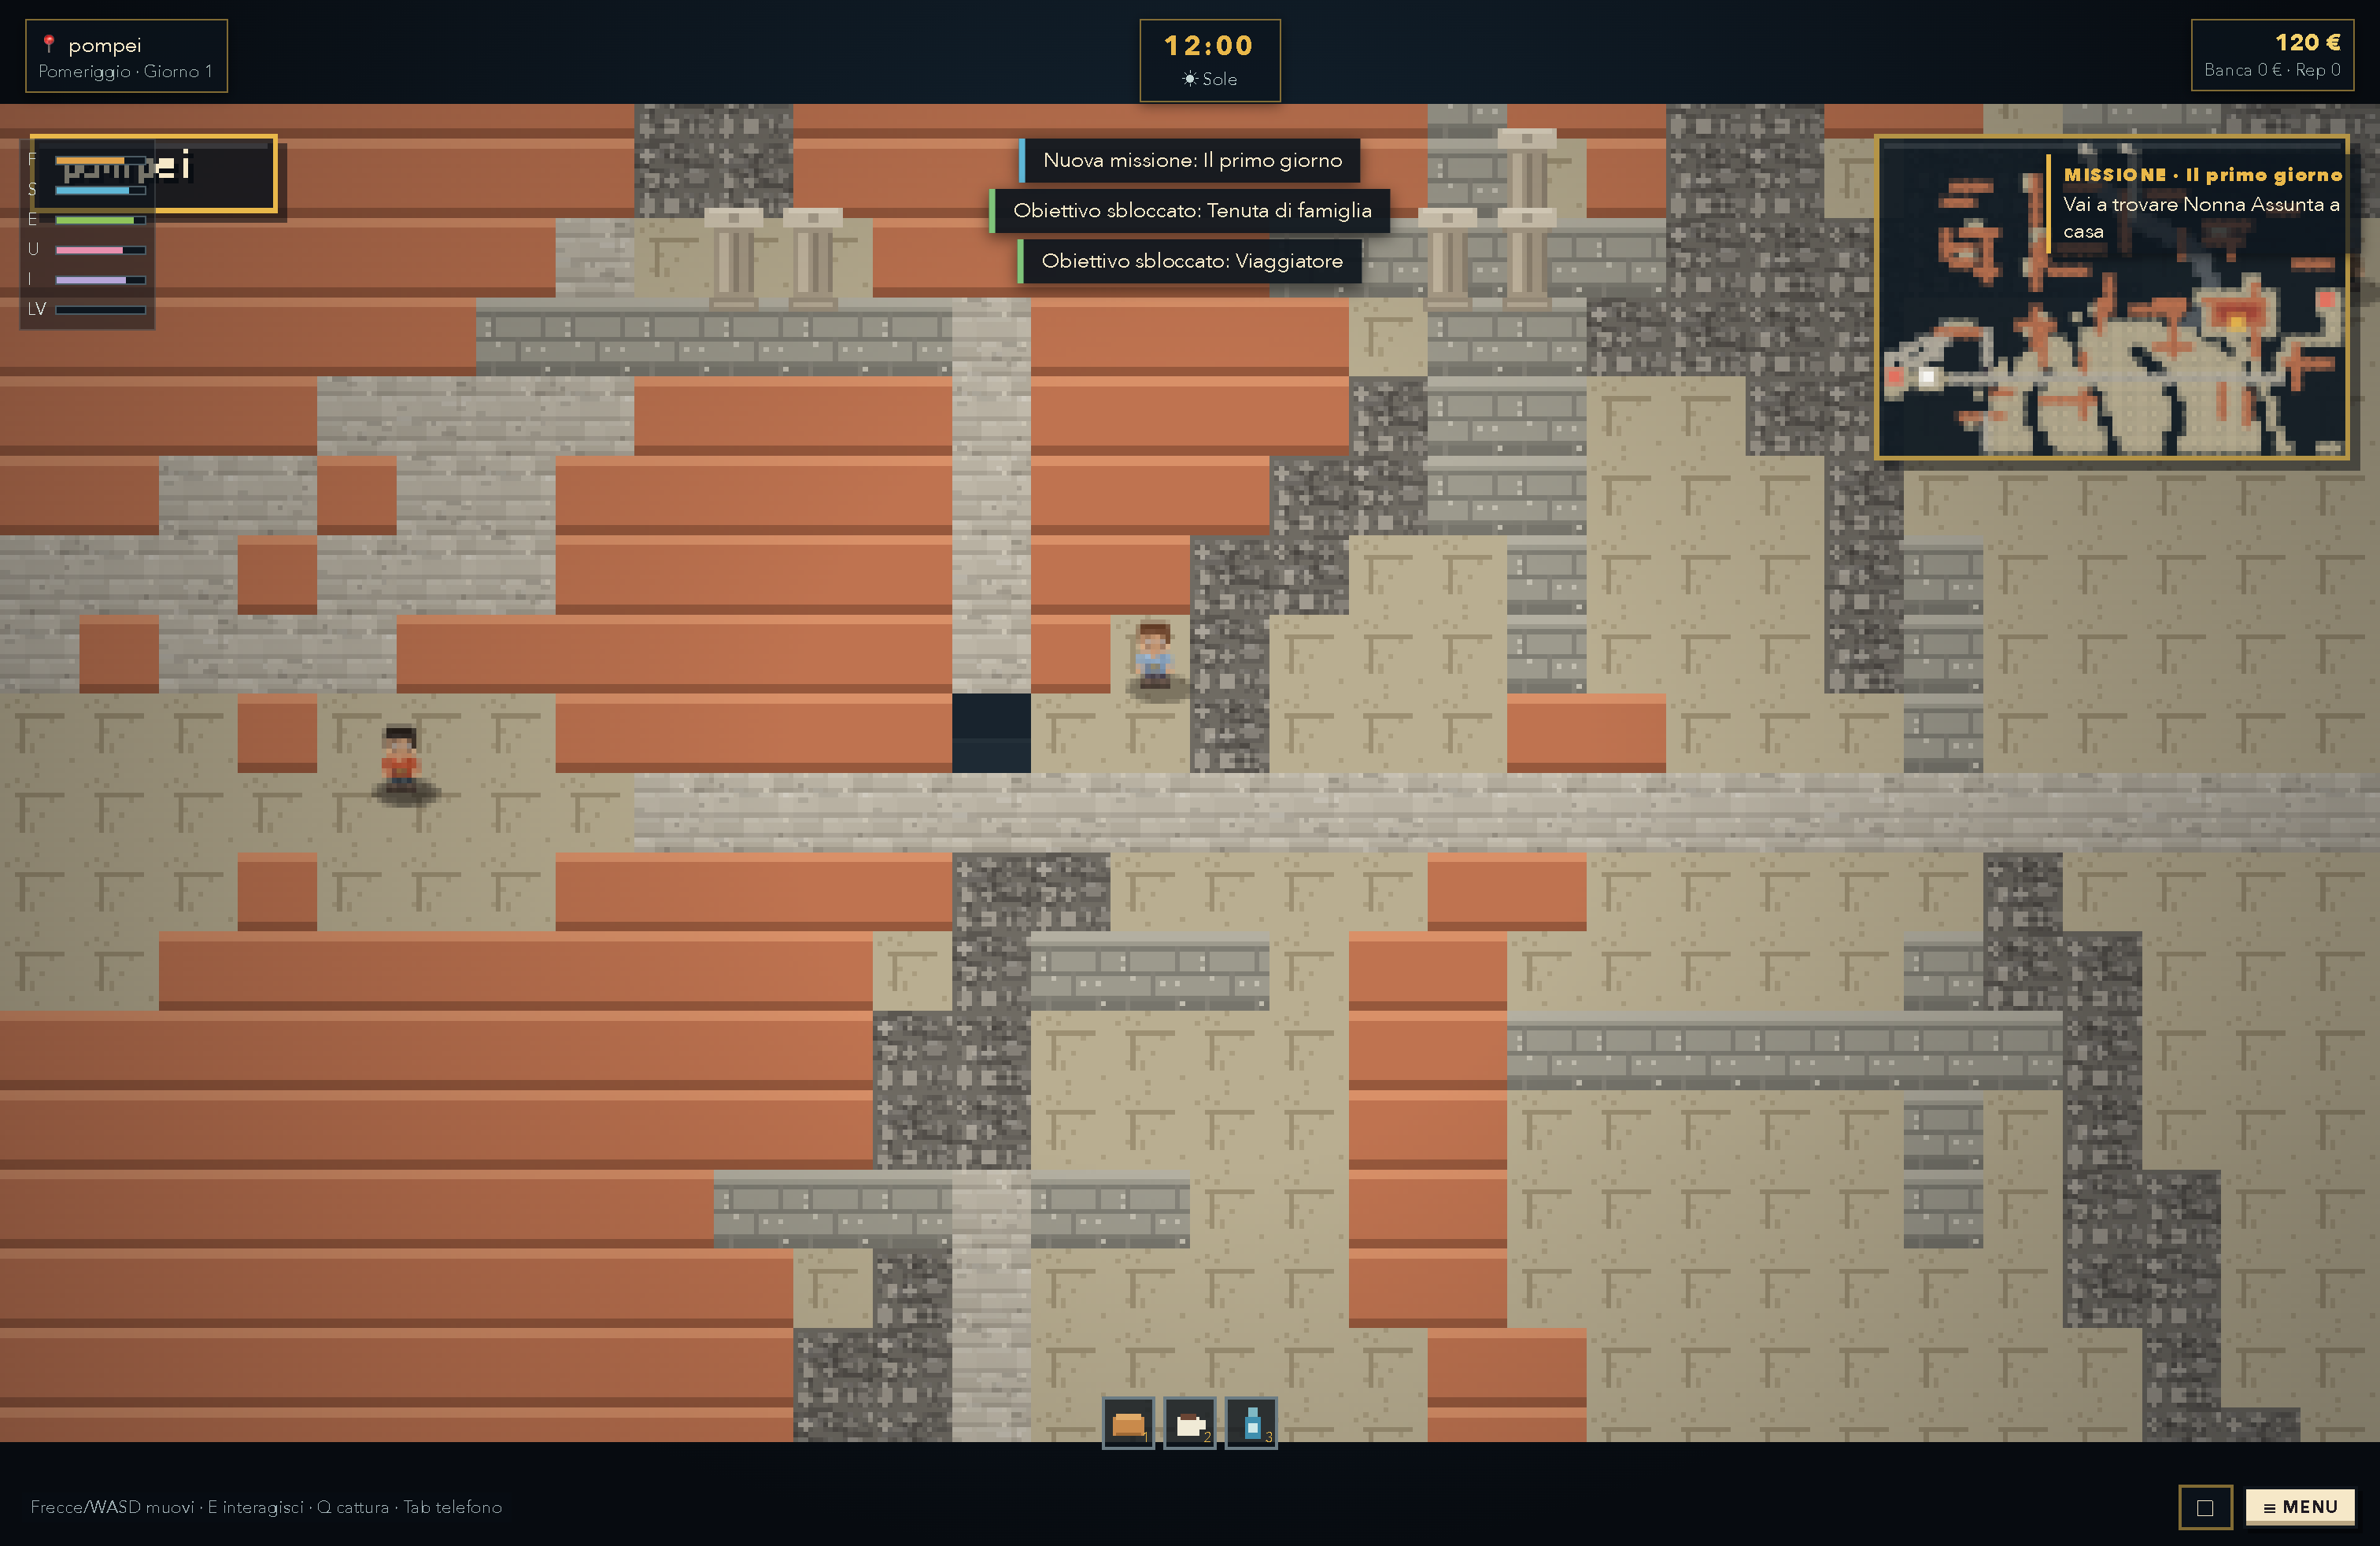 pompei
Pomeriggio · Giorno 1
12:00
Sole
120 €
Banca 0 € · Rep 0
pompei
F
S
E
U
I
LV
Nuova missione: Il primo giorno
Obiettivo sbloccato: Tenuta di famiglia
Obiettivo sbloccato: Viaggiatore
MISSIONE · Il primo giorno
Vai a trovare Nonna Assunta a
casa
1
2
3
Frecce/WASD muovi · E interagisci · Q cattura · Tab telefono
≡ MENU